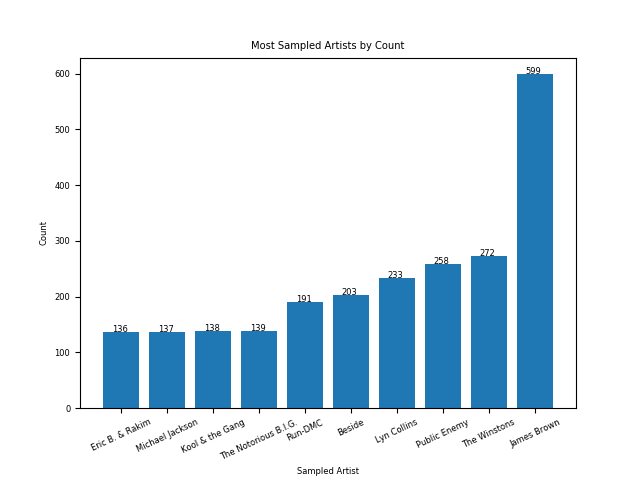 Most Sampled Artists by Count
600
500
400
300
200
100
0
Count
136
137
138
139
191
203
233
258
272
599
Eric B. & Rakim
Michael Jackson
Kool & the Gang
The Notorious B.I.G.
Run-DMC
Beside
Lyn Collins
Public Enemy
The Winstons
James Brown
Sampled Artist